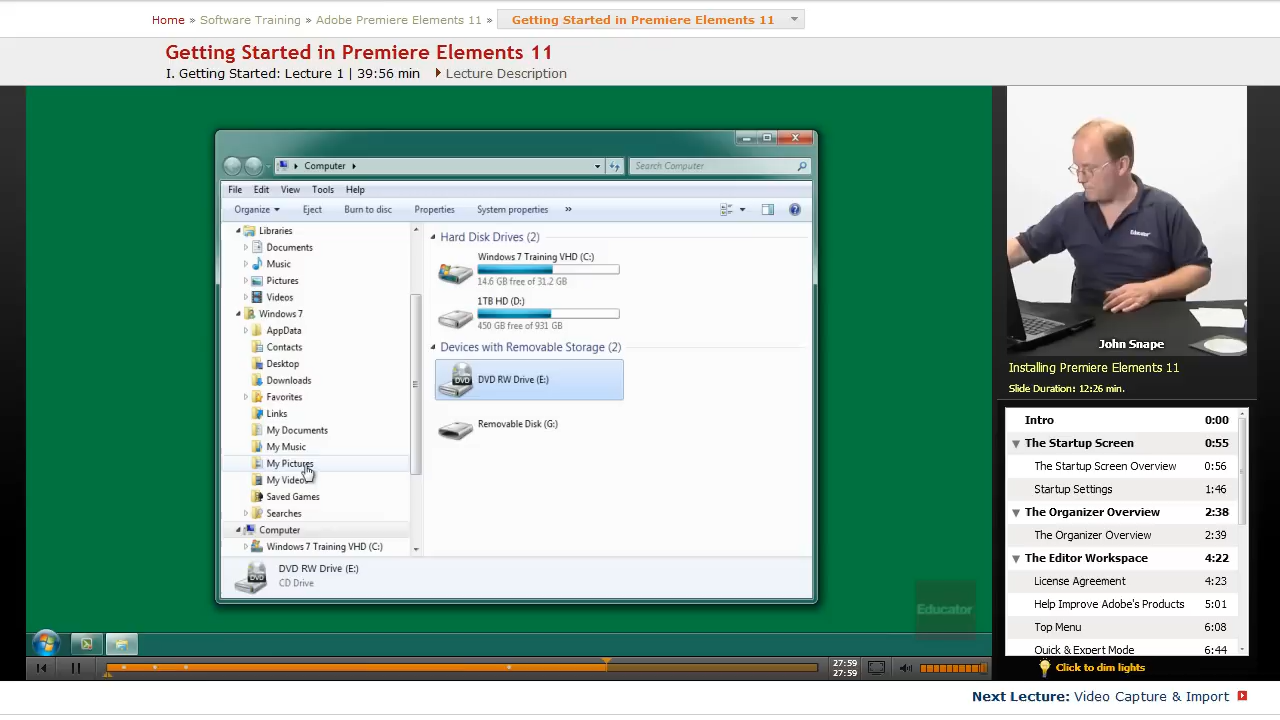 Home » Software Training » Adobe Premiere Elements 11 » Getting Started in Premiere Elements 11
Getting Started in Premiere Elements 11
I. Getting Started: Lecture 1 | 39:56 min Lecture Description
Computer
Search Computer
File Edit View Tools Help
Organize Eject Burn to disc Properties System properties »
Libraries
Documents
Music
Pictures
Videos
Windows 7
AppData
Contacts
Desktop
Downloads
Favorites
Links
My Documents
My Music
My Pictures
My Videos
Saved Games
Searches
Computer
Windows 7 Training VHD (C:)
Hard Disk Drives (2)
Windows 7 Training VHD (C:)
14.6 GB free of 31.2 GB
1TB HD (D:)
450 GB free of 931 GB
Devices with Removable Storage (2)
DVD
DVD RW Drive (E:)
Removable Disk (G:)
DVD
DVD RW Drive (E:)
CD Drive
Educator
27:59
27:59
Educator
John Snape
Installing Premiere Elements 11
Slide Duration: 12:26 min.
Intro 0:00
The Startup Screen 0:55
The Startup Screen Overview 0:56
Startup Settings 1:46
The Organizer Overview 2:38
The Organizer Overview 2:39
The Editor Workspace 4:22
License Agreement 4:23
Help Improve Adobe's Products 5:01
Top Menu 6:08
Quick & Expert Mode 6:44
Click to dim lights
Next Lecture: Video Capture & Import